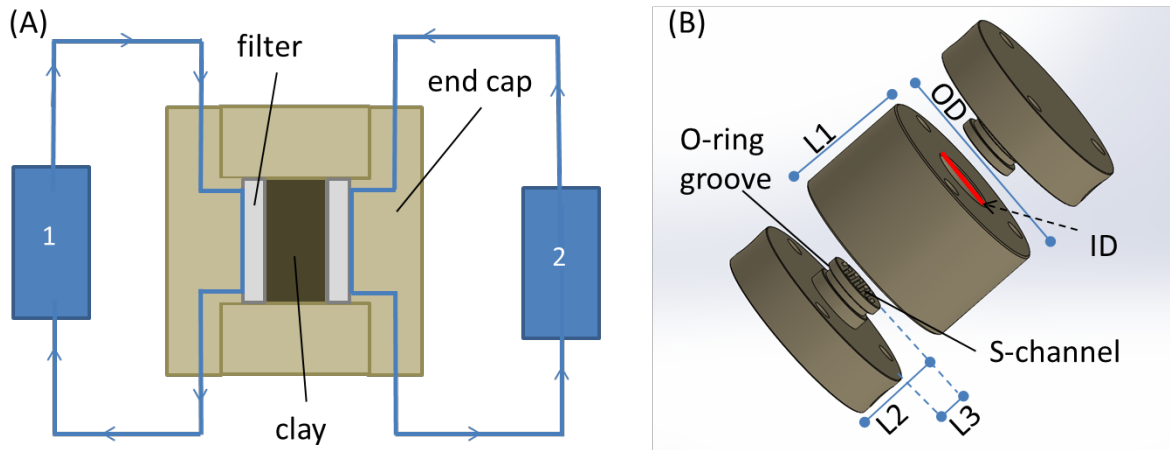 (A)
filter
end cap
1
2
clay
(B)
OD
L1
O-ring
groove
ID
S-channel
L2
L3